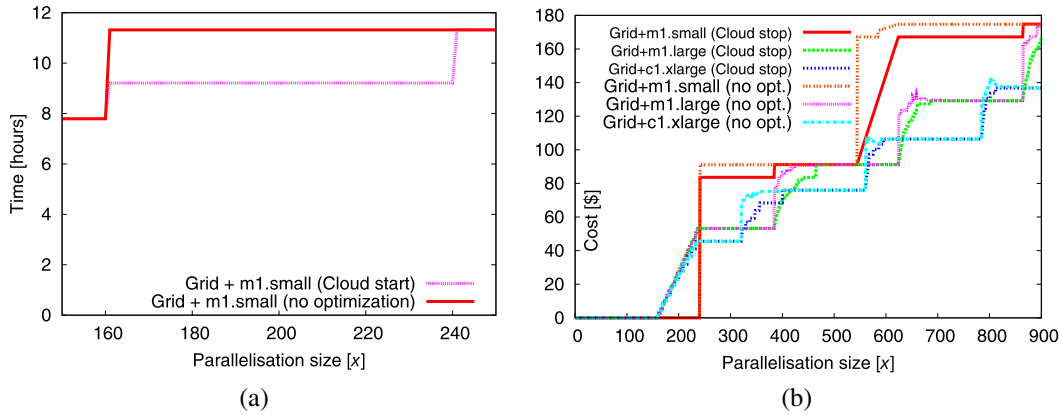 12
10
8
6
4
2
0
Time [hours]
160
180
200
220
240
Parallelisation size [x]
Grid + m1.small (Cloud start)
Grid + m1.small (no optimization)
(a)
180
160
140
120
100
80
60
40
20
0
Cost [$]
0
100
200
300
400
500
600
700
800
900
Parallelisation size [x]
Grid+m1.small (Cloud stop)
Grid+m1.large (Cloud stop)
Grid+c1.xlarge (Cloud stop)
Grid+m1.small (no opt.)
Grid+m1.large (no opt.)
Grid+c1.xlarge (no opt.)
(b)